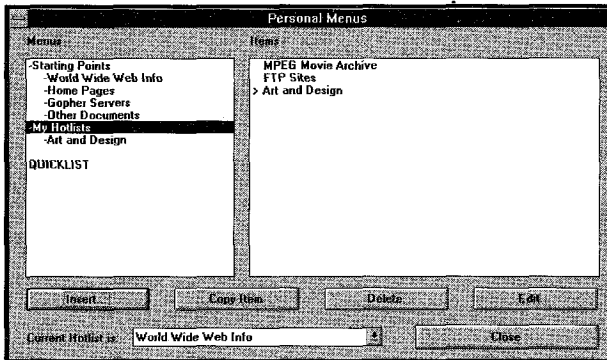 Personal Menus
Menus
Items
-Starting Points
-World Wide Web Info
-Home Pages
-Gopher Servers
-Other Documents
-My Hotlists
-Art and Design
QUICKLIST
MPEG Movie Archive
FTP Sites
> Art and Design
Insert
Copy Item
Delete
Edit
Current Hotlist is:
World Wide Web Info
Close